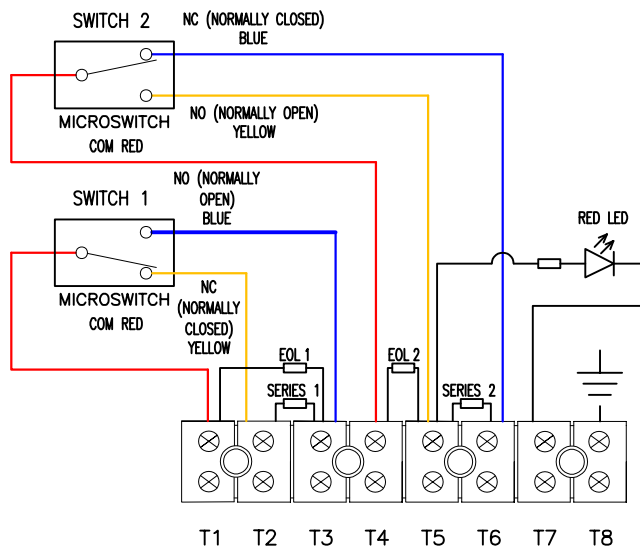 SWITCH 2
NC (NORMALLY CLOSED)
BLUE
NO (NORMALLY OPEN)
YELLOW
MICROSWITCH
COM RED
SWITCH 1
NO (NORMALLY
OPEN)
BLUE
RED LED
MICROSWITCH
COM RED
NC
(NORMALLY
CLOSED)
YELLOW
EOL 1
EOL 2
SERIES 1
SERIES 2
T1 T2 T3 T4 T5 T6 T7 T8